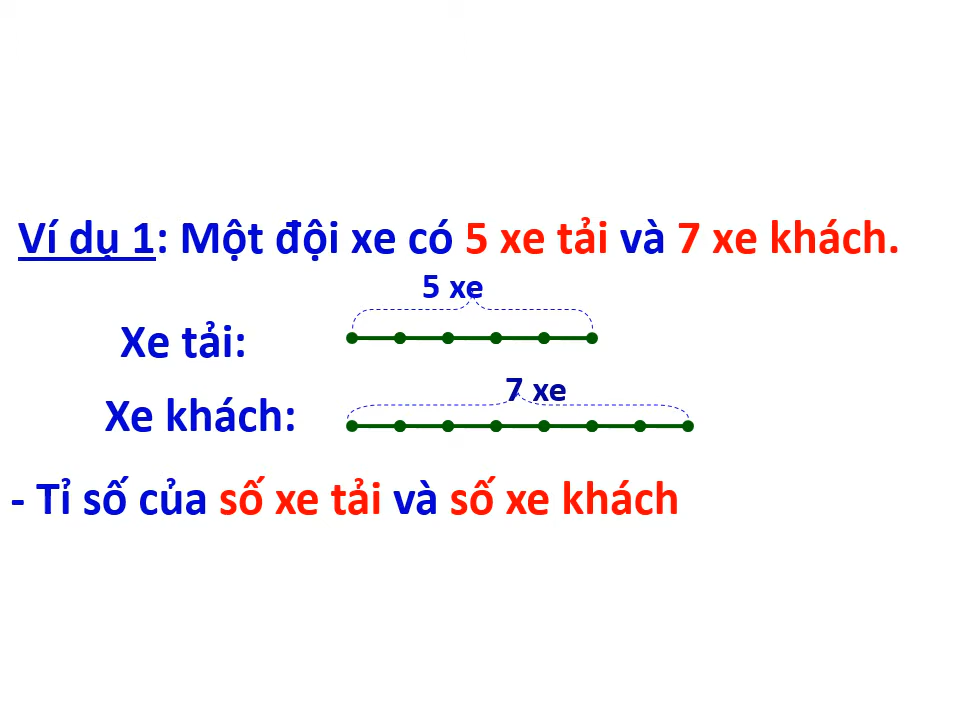 Ví dụ 1: Một đội xe có 5 xe tải và 7 xe khách.
5 xe
Xe tải:
7 xe
Xe khách:
- Tỉ số của số xe tải và số xe khách